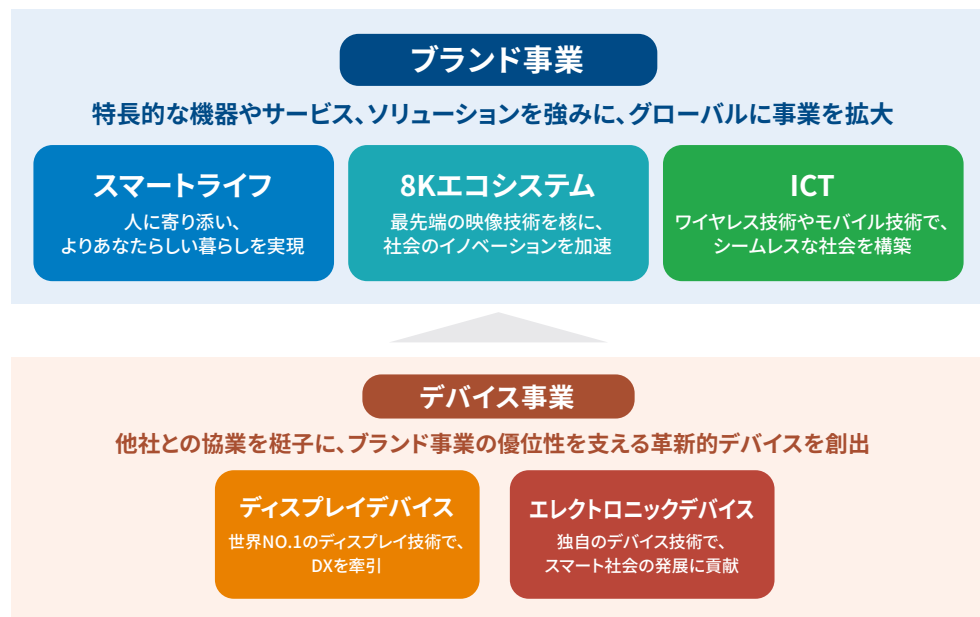 ブランド事業
特長的な機器やサービス、ソリューションを強みに、グローバルに事業を拡大
スマートライフ
人に寄り添い、
よりあなたらしい暮らしを実現
8Kエコシステム
最先端の映像技術を核に、
社会のイノベーションを加速
ICT
ワイヤレス技術やモバイル技術で、
シームレスな社会を構築
デバイス事業
他社との協業を梃子に、ブランド事業の優位性を支える革新的デバイスを創出
ディスプレイデバイス
世界NO.1のディスプレイ技術で、
DXを牽引
エレクトロニックデバイス
独自のデバイス技術で、
スマート社会の発展に貢献